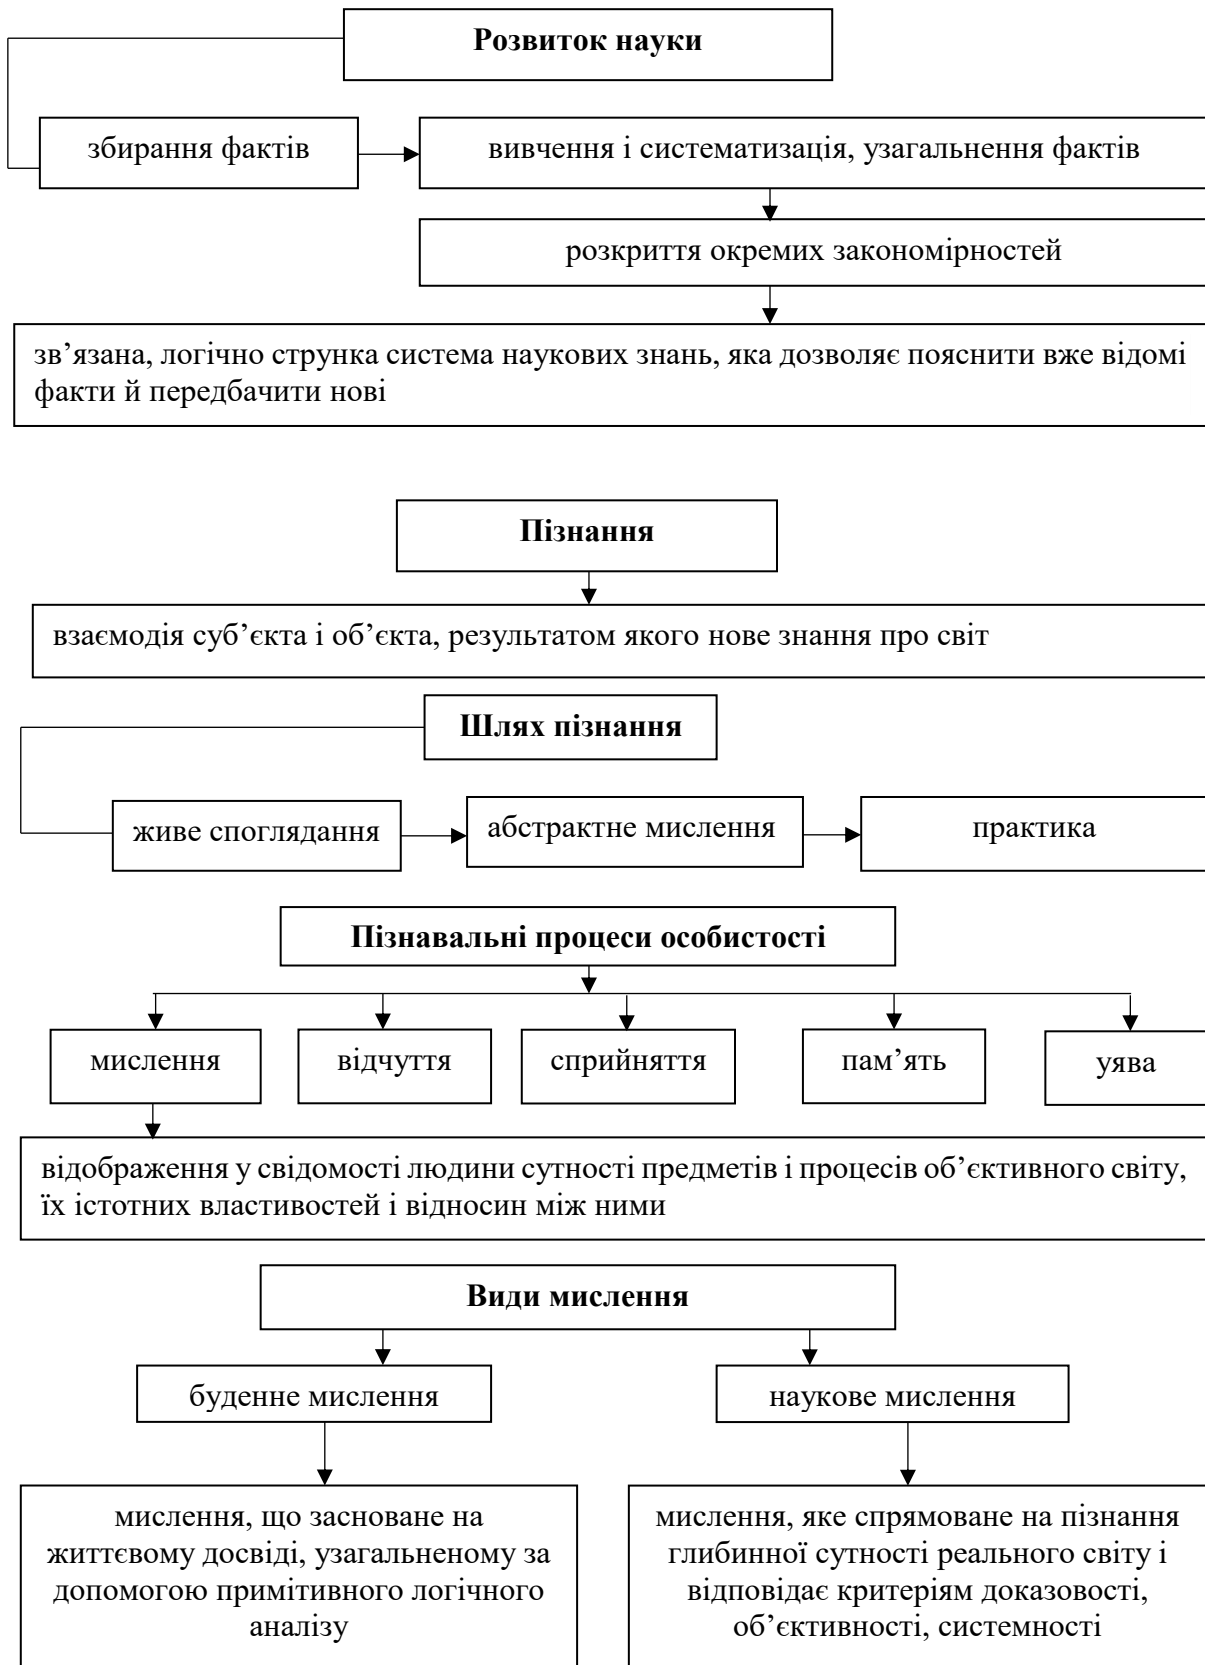 Розвиток науки
збирання фактів
вивчення і систематизація, узагальнення фактів
розкриття окремих закономірностей
зв’язана, логічно струнка система наукових знань, яка дозволяє пояснити вже відомі
факти й передбачити нові
Пізнання
взаємодія суб’єкта і об’єкта, результатом якого нове знання про світ
Шлях пізнання
живе споглядання
абстрактне мислення
практика
Пізнавальні процеси особистості
мислення
відчуття
сприйняття
пам’ять
уява
відображення у свідомості людини сутності предметів і процесів об’єктивного світу,
їх істотних властивостей і відносин між ними
Види мислення
буденне мислення
наукове мислення
мислення, що засноване на
життєвому досвіді, узагальненому за
допомогою примітивного логічного
аналізу
мислення, яке спрямоване на пізнання
глибинної сутності реального світу і
відповідає критеріям доказовості,
об’єктивності, системності